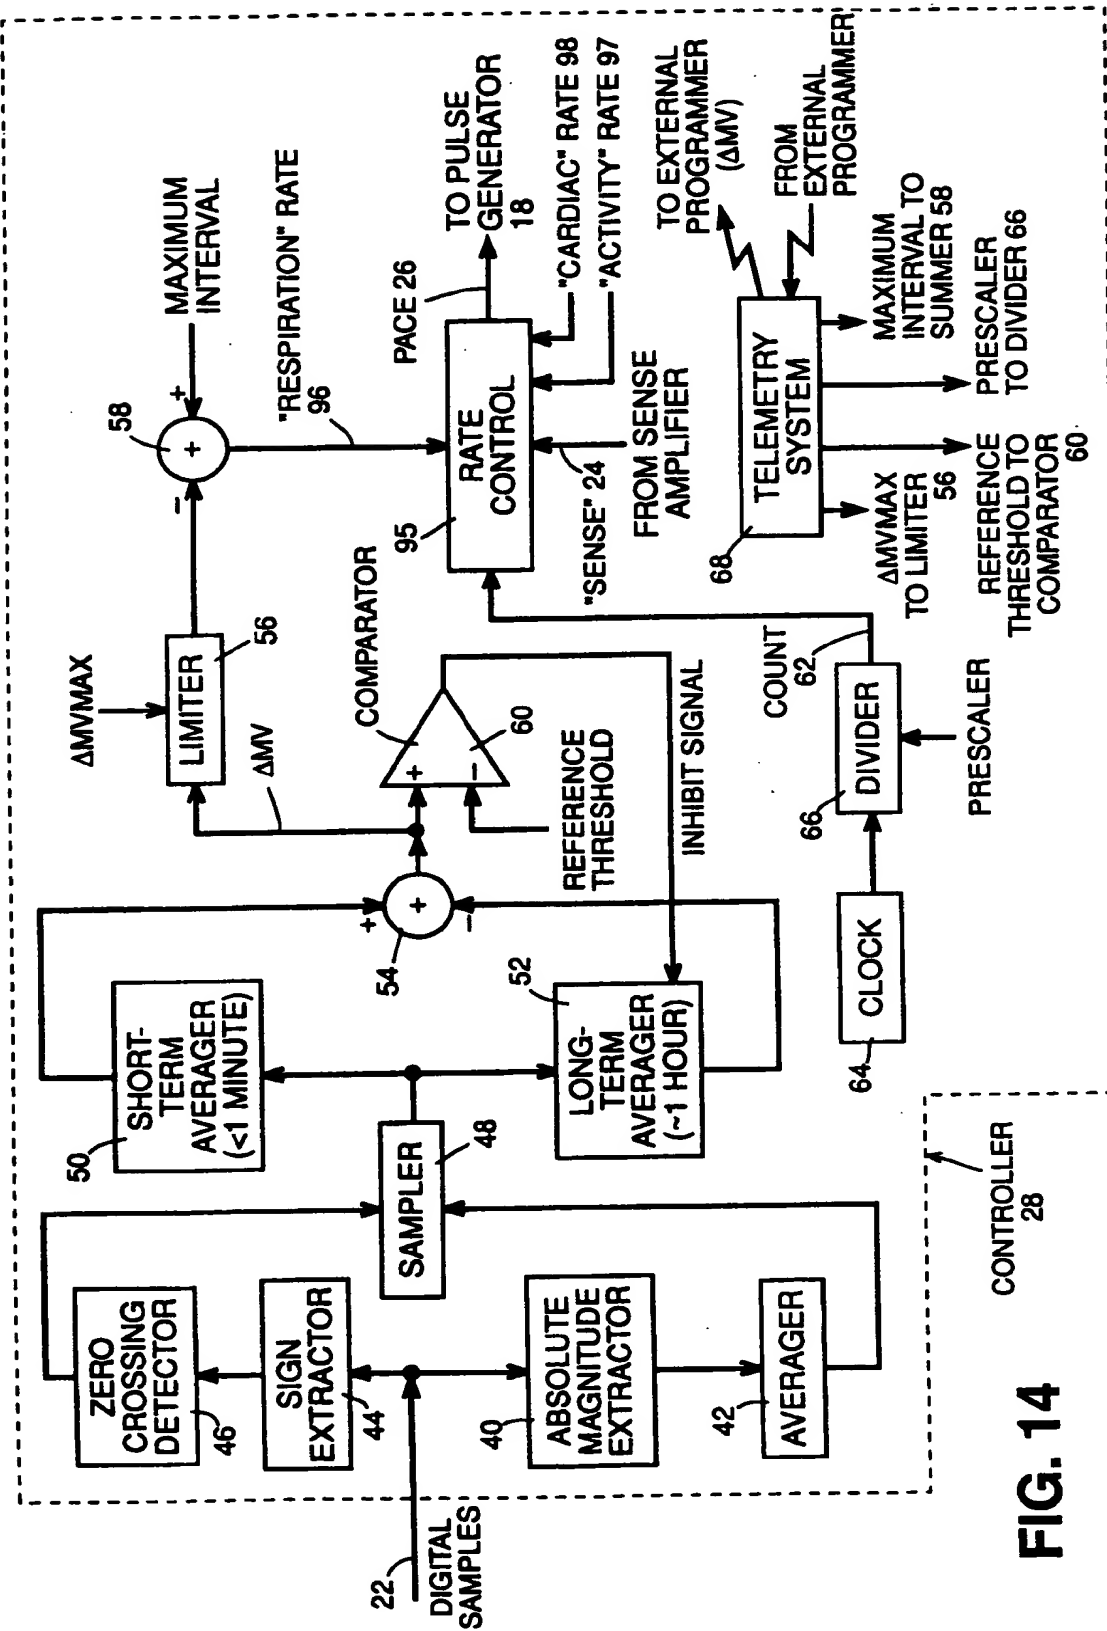 22
DIGITAL
SAMPLES
ZERO
CROSSING
DETECTOR
46
SIGN
EXTRACTOR
44
40
ABSOLUTE
MAGNITUDE
EXTRACTOR
42
AVERAGER
SAMPLER
48
50
SHORT-
TERM
AVERAGER
(<1 MINUTE)
52
LONG-
TERM
AVERAGER
(~1 HOUR)
+
54
+
−
ΔMVMAX
LIMITER
56
ΔMV
COMPARATOR
+
−
60
REFERENCE
THRESHOLD
INHIBIT SIGNAL
64
CLOCK
66
DIVIDER
PRESCALER
COUNT
62
58
−
+
+
MAXIMUM
INTERVAL
"RESPIRATION" RATE
96
95
RATE
CONTROL
PACE 26
TO PULSE
GENERATOR
18
"CARDIAC" RATE 98
"ACTIVITY" RATE 97
"SENSE" 24
FROM SENSE
AMPLIFIER
68
TELEMETRY
SYSTEM
TO EXTERNAL
PROGRAMMER
(ΔMV)
FROM
EXTERNAL
PROGRAMMER
ΔMVMAX
TO LIMITER
56
REFERENCE
THRESHOLD TO
COMPARATOR
60
MAXIMUM
INTERVAL TO
SUMMER 58
PRESCALER
TO DIVIDER 66
CONTROLLER
28
FIG. 14